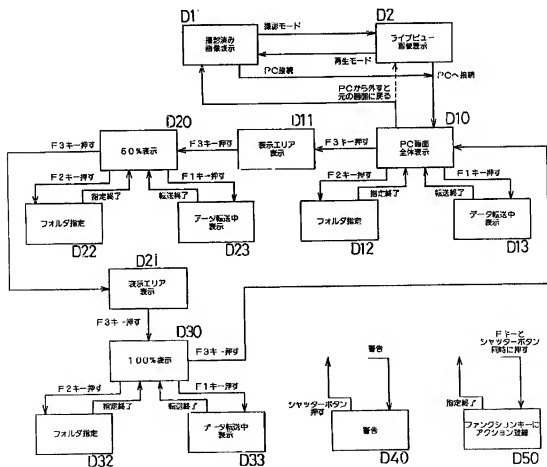 D1
D2
撮影済み
画像表示
撮影モード
再生モード
ライブビュー
画像表示
PC接続
PCへ接続
PCから外すと
元の画面に戻る
D20
D11
D10
F3キー押す
50%表示
F3キー押す
表示エリア
表示
F3キー押す
PC画面
全体表示
F2キー押す
F1キー押す
指定終了
転送終了
F2キー押す
F1キー押す
指定終了
転送終了
フォルダ指定
データ転送中
表示
フォルダ指定
データ転送中
表示
D22
D23
D12
D13
D21
表示エリア
表示
F3キー押す
D30
100%表示
F3キー押す
F2キー押す
F1キー押す
指定終了
転送終了
フォルダ指定
データ転送中
表示
D32
D33
警告
シャッターボタン
押す
警告
D40
Fキーと
シャッターボタン
同時に押す
指定終了
ファンクションキーに
アクション登録
D50